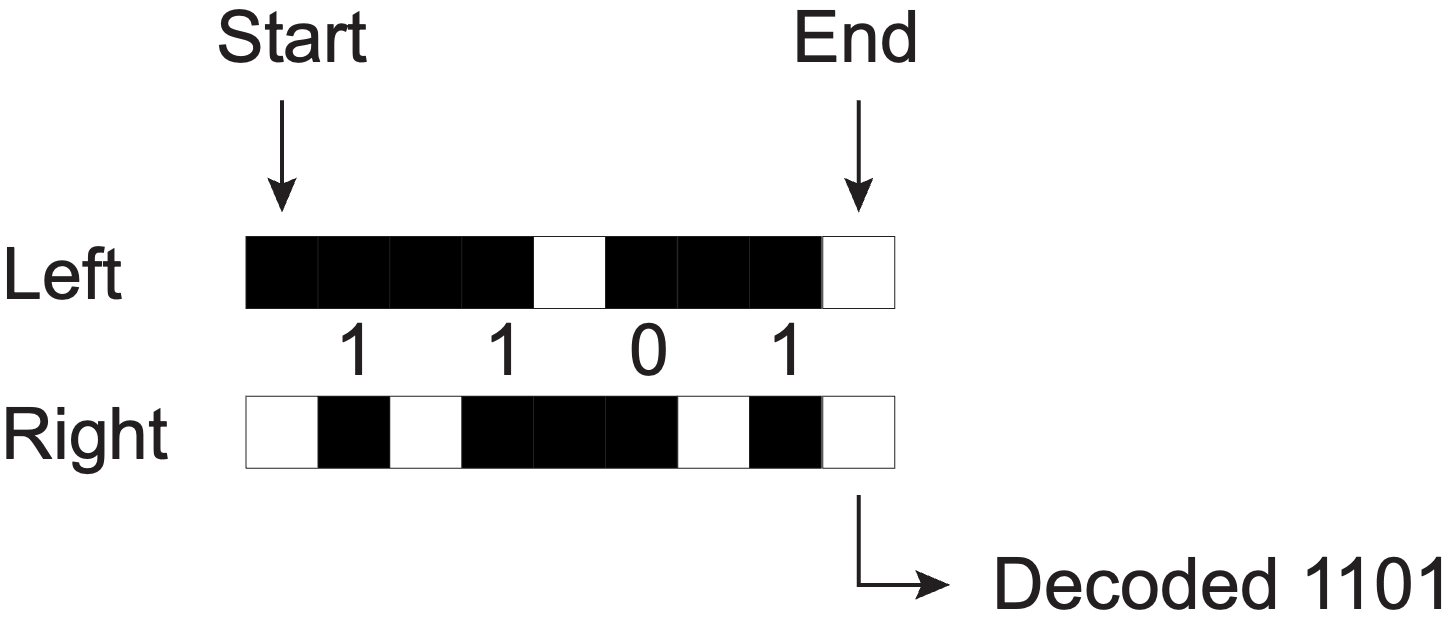 Start End
Left
1 1 0 1
Right
Decoded 1101